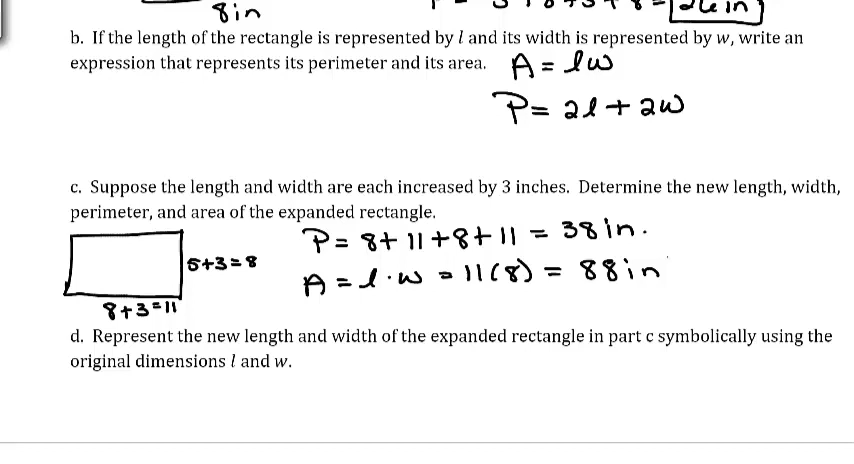 8in
b. If the length of the rectangle is represented by l and its width is represented by w, write an
expression that represents its perimeter and its area. A = lw
P = 2l + 2w
c. Suppose the length and width are each increased by 3 inches. Determine the new length, width,
perimeter, and area of the expanded rectangle.
P = 8 + 11 + 8 + 11 = 38 in.
5+3=8
A = l · w = 11(8) = 88in
8+3=11
d. Represent the new length and width of the expanded rectangle in part c symbolically using the
original dimensions l and w.